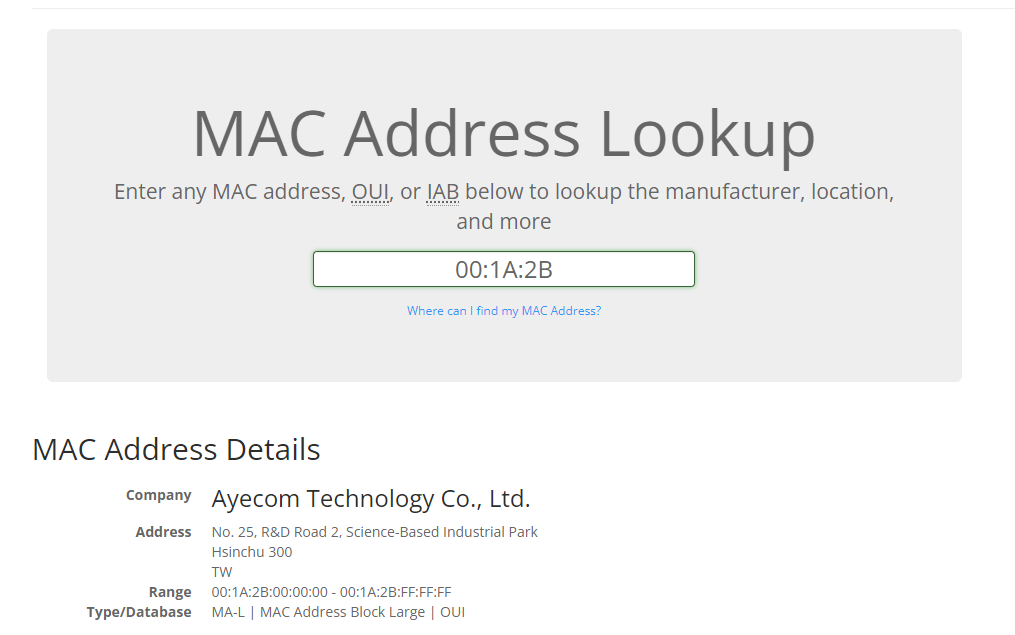 MAC Address Lookup
Enter any MAC address, OUI, or IAB below to lookup the manufacturer, location,
and more
00:1A:2B
Where can I find my MAC Address?
MAC Address Details
Company Ayecom Technology Co., Ltd.
Address No. 25, R&D Road 2, Science-Based Industrial Park
Hsinchu 300
TW
Range 00:1A:2B:00:00:00 - 00:1A:2B:FF:FF:FF
Type/Database MA-L | MAC Address Block Large | OUI